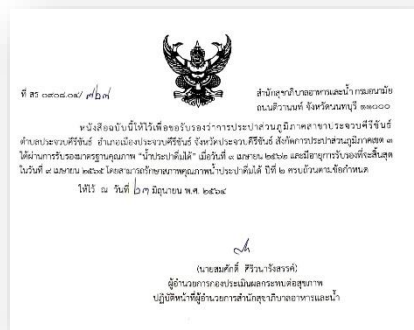 ที่ สธ ๐๙๐๘.๐๔/
สำนักสุขาภิบาลอาหารและน้ำ กรมอนามัย
ถนนติวานนท์ จังหวัดนนทบุรี ๑๑๐๐๐
หนังสือฉบับนี้ให้ไว้เพื่อขอรับรองว่าการประปาส่วนภูมิภาคสาขาประจวบคีรีขันธ์
ตำบลประจวบคีรีขันธ์ อำเภอเมืองประจวบคีรีขันธ์ จังหวัดประจวบคีรีขันธ์ สังกัดการประปาส่วนภูมิภาคเขต ๓
ได้ผ่านการรับรองมาตรฐานคุณภาพ "น้ำประปาดื่มได้" เมื่อวันที่ ๙ เมษายน ๒๕๖๒ และมีอายุการรับรองที่จะสิ้นสุด
ในวันที่ ๙ เมษายน ๒๕๖๕ โดยสามารถรักษาสภาพคุณภาพน้ำประปาดื่มได้ ปีที่ ๒ ครบถ้วนตามข้อกำหนด
ให้ไว้ ณ วันที่ ๒๓ มิถุนายน พ.ศ. ๒๕๖๔
(นายสมศักดิ์ ศิริวนารังสรรค์)
ผู้อำนวยการกองประเมินผลกระทบต่อสุขภาพ
ปฏิบัติหน้าที่ผู้อำนวยการสำนักสุขาภิบาลอาหารและน้ำ